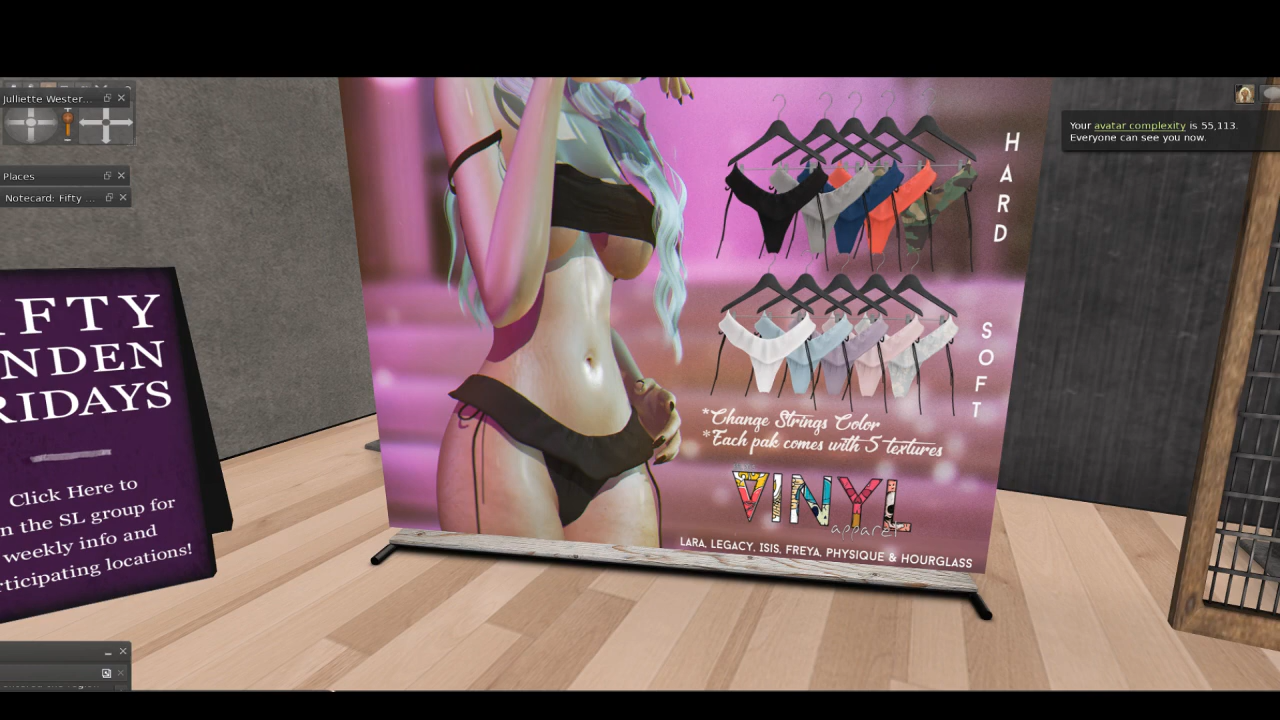 Julliette Wester...
Places
Notecard: Fifty ...
Your avatar complexity is 55,113.
Everyone can see you now.
IFTY
NDEN
RIDAYS
Click Here to
n the SL group for
weekly info and
rticipating locations!
HARD
SOFT
*Change Strings Color
*Each pak comes with 5 textures
VINYL
apparel
LARA, LEGACY, ISIS, FREYA, PHYSIQUE & HOURGLASS